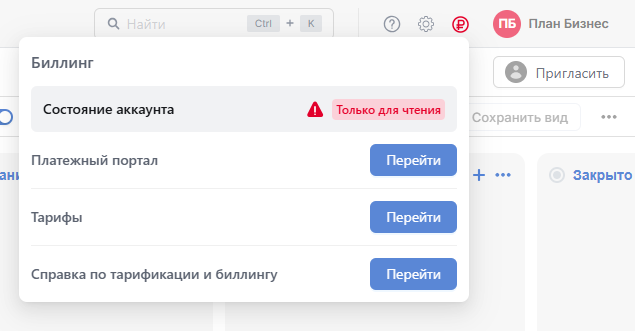 Найти
Ctrl + K
ПБ План Бизнес
Биллинг
Пригласить
Состояние аккаунта
Только для чтения
Сохранить вид
Платежный портал
Перейти
Закрыто
Тарифы
Перейти
Справка по тарификации и биллингу
Перейти